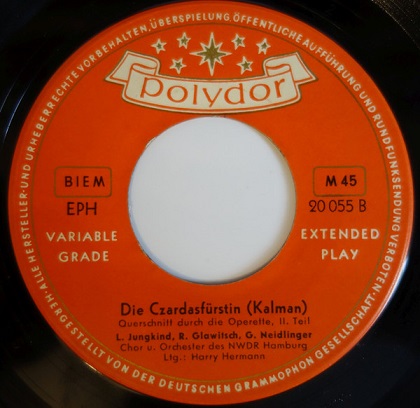 ALLE HERSTELLER-UND URHEBERRECHTE VORBEHALTEN, ÜBERSPIELUNG ÖFFENTLICHE AUFFÜHRUNG UND RUNDFUNKSENDUNG VERBOTEN.
polydor
BIEM
M 45
EPH
20 055 B
VARIABLE
GRADE
EXTENDED
PLAY
Die Czardasfürstin (Kalman)
Querschnitt durch die Operette, II. Teil
L. Jungkind, R. Glawitsch, G. Neidlinger
Chor u. Orchester des NWDR Hamburg
Ltg.: Harry Hermann
HERGESTELLT VON DER DEUTSCHEN GRAMMOPHON GESELLSCHAFT